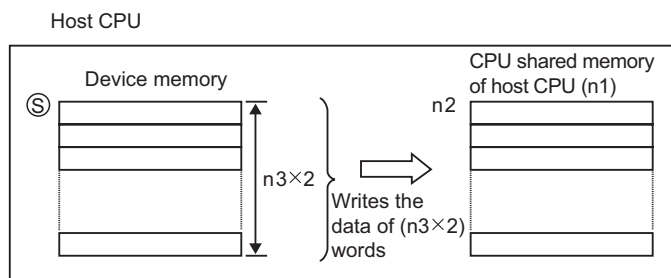 Host CPU
Device memory
CPU shared memory
of host CPU (n1)
Ⓢ
n2
n3×2
Writes the
data of (n3×2)
words